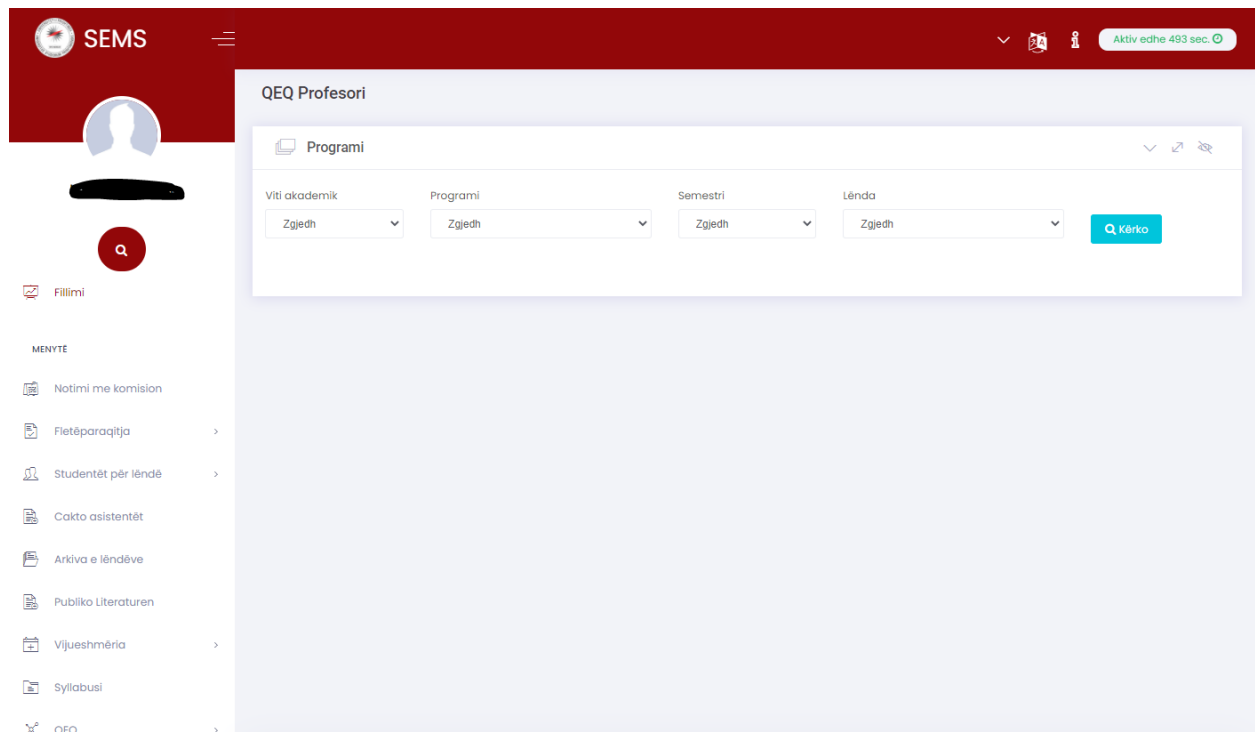 SEMS
Aktiv edhe 493 sec.
QEQ Profesori
Programi
Viti akademik Programi Semestri Lënda
Zgjedh Zgjedh Zgjedh Zgjedh Kërko
Fillimi
MENYTË
Notimi me komision
Fletëparaqitja
Studentët për lëndë
Cakto asistentët
Arkiva e lëndëve
Publiko Literaturen
Vijueshmëria
Syllabusi
QEQ